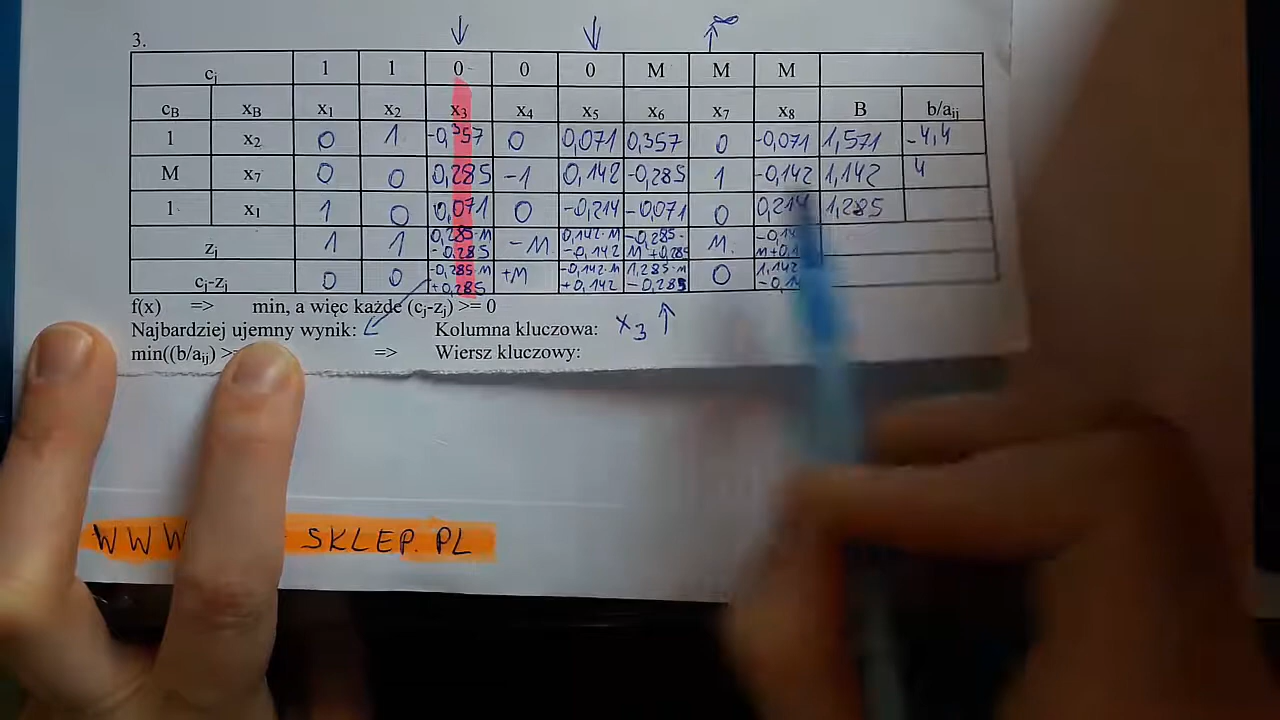 3.
cj 1 1 0 0 0 M M M
cB xB x1 x2 x3 x4 x5 x6 x7 x8 B b/aij
1 x2 0 1 -0,357 0 0,071 0,357 0 -0,071 1,571 -4,4
M x7 0 0 0,285 -1 0,142 -0,285 1 -0,142 1,142 4
1 x1 1 0 0,071 0 -0,214 -0,071 0 0,214 1,285
zj 1 1 0,285·M -0,285 -M 0,142·M -0,142 -0,285· M +0,285 M
cj-zj 0 0 -0,285·M +0,285 +M -0,142·M +0,142 1,285·M -0,285 0
f(x) => min, a więc każde (cj-zj) >= 0
Najbardziej ujemny wynik: Kolumna kluczowa: x3
min((b/aij) => Wiersz kluczowy:
WWW SKLEP.PL